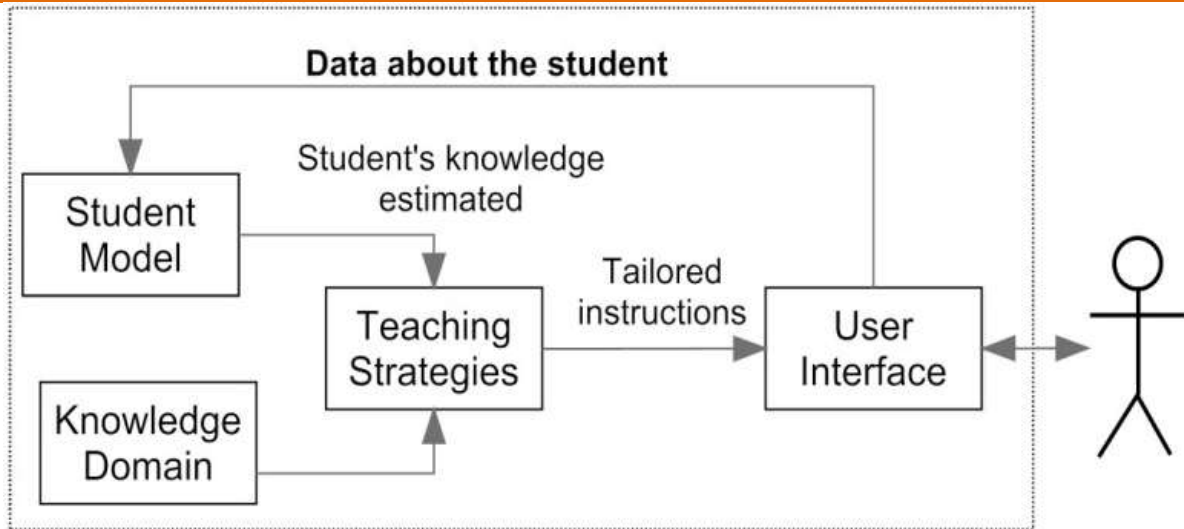 Data about the student
Student's knowledge
estimated
Student
Model
Tailored
instructions
Teaching
Strategies
User
Interface
Knowledge
Domain